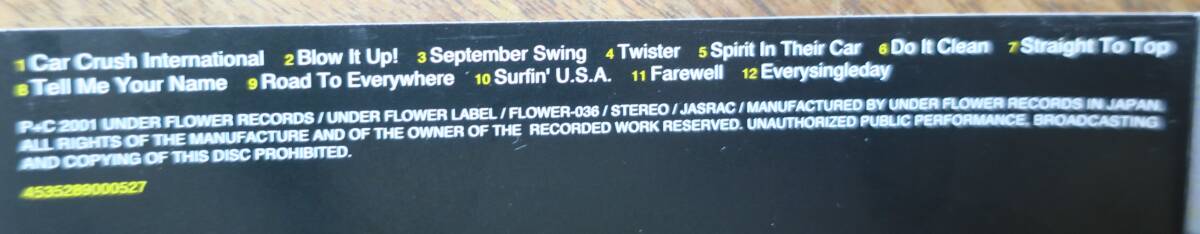 1 Car Crush International 2 Blow It Up! 3 September Swing 4 Twister 5 Spirit In Their Car 6 Do It Clean 7 Straight To Top
8 Tell Me Your Name 9 Road To Everywhere 10 Surfin' U.S.A. 11 Farewell 12 Everysingleday
P+C 2001 UNDER FLOWER RECORDS / UNDER FLOWER LABEL / FLOWER-036 / STEREO / JASRAC / MANUFACTURED BY UNDER FLOWER RECORDS IN JAPAN.
ALL RIGHTS OF THE MANUFACTURE AND OF THE OWNER OF THE RECORDED WORK RESERVED. UNAUTHORIZED PUBLIC PERFORMANCE, BROADCASTING
AND COPYING OF THIS DISC PROHIBITED.
4535289000527